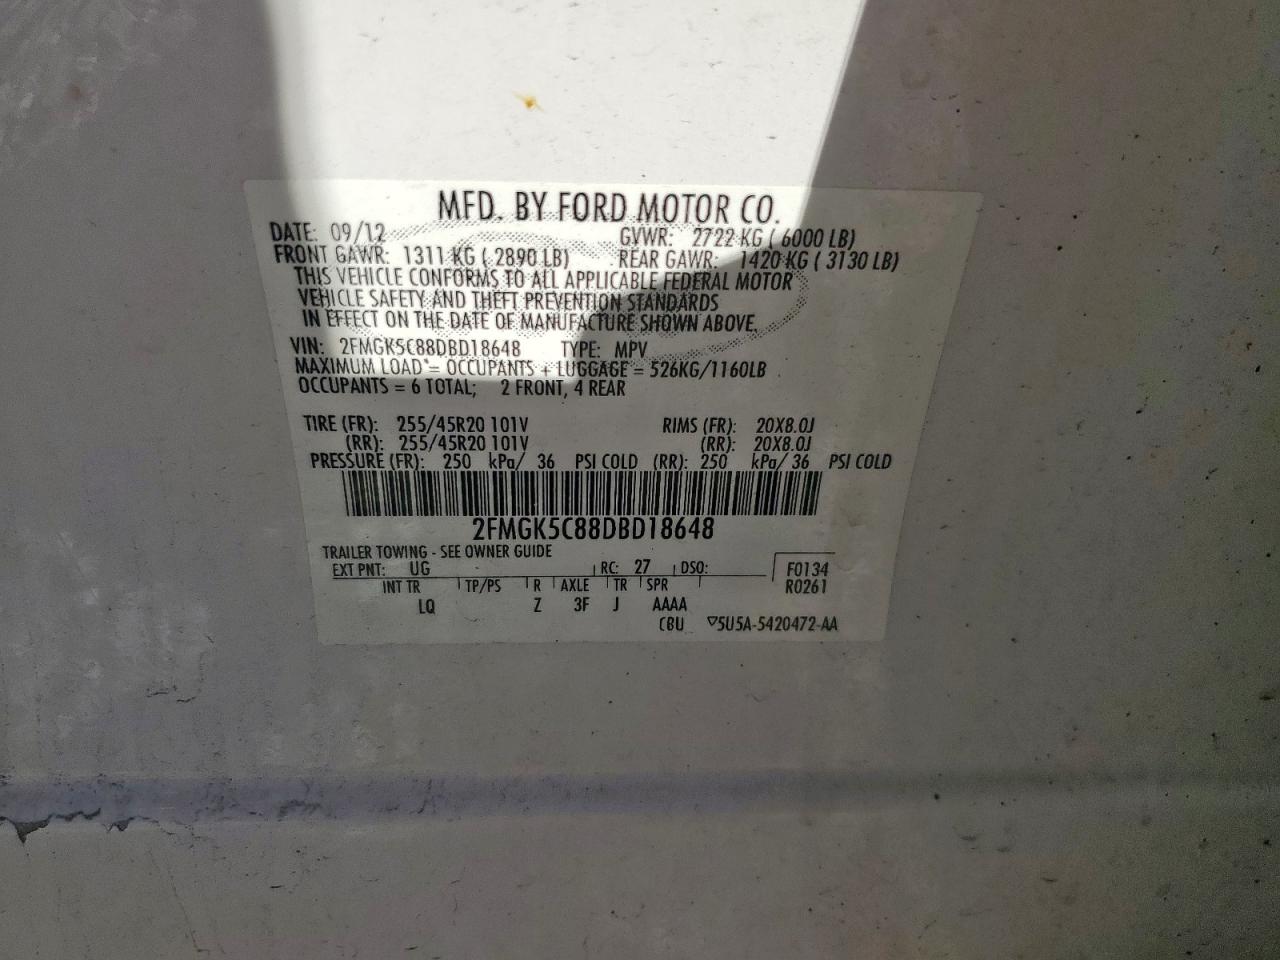 MFD. BY FORD MOTOR CO.
DATE: 09/12 GVWR: 2722 KG ( 6000 LB)
FRONT GAWR: 1311 KG ( 2890 LB) REAR GAWR: 1420 KG ( 3130 LB)
THIS VEHICLE CONFORMS TO ALL APPLICABLE FEDERAL MOTOR
VEHICLE SAFETY AND THEFT PREVENTION STANDARDS
IN EFFECT ON THE DATE OF MANUFACTURE SHOWN ABOVE.
VIN: 2FMGK5C88DBD18648 TYPE: MPV
MAXIMUM LOAD = OCCUPANTS + LUGGAGE = 526KG/1160LB
OCCUPANTS = 6 TOTAL; 2 FRONT, 4 REAR
TIRE (FR): 255/45R20 101V RIMS (FR): 20X8.0J
(RR): 255/45R20 101V (RR): 20X8.0J
PRESSURE (FR): 250 kPa/ 36 PSI COLD (RR): 250 kPa/ 36 PSI COLD
2FMGK5C88DBD18648
TRAILER TOWING - SEE OWNER GUIDE
EXT PNT: UG RC: 27 DSO: F0134
INT TR TP/PS R AXLE TR SPR R0261
LQ Z 3F J AAAA
CBU ▽5U5A-5420472-AA